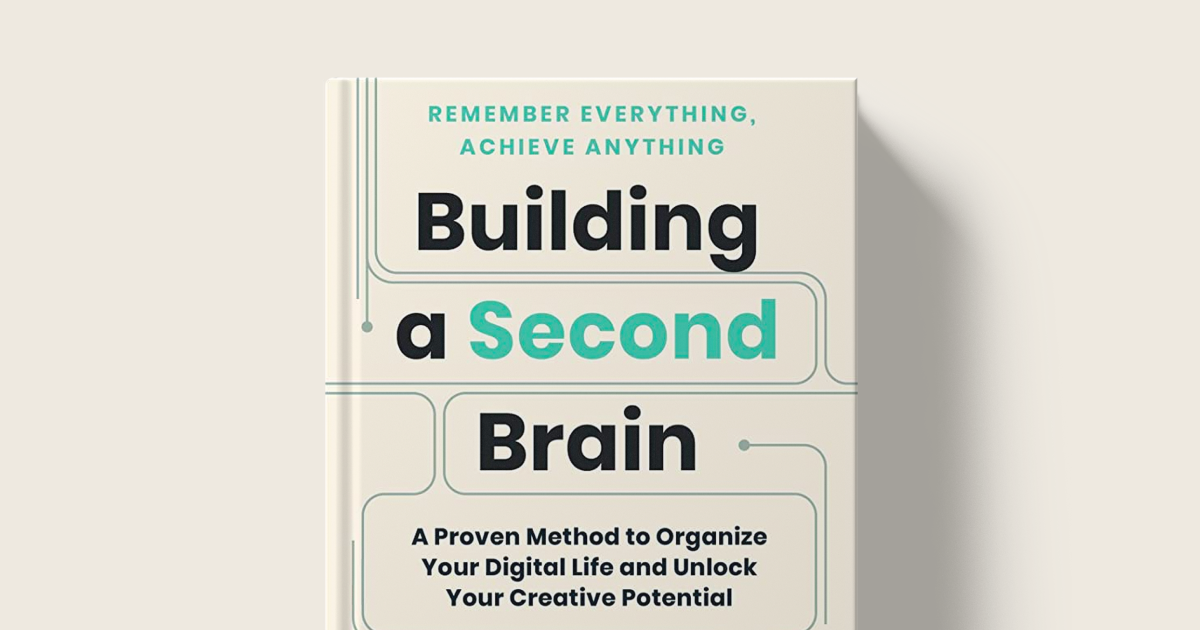 REMEMBER EVERYTHING,
ACHIEVE ANYTHING
Building
a Second
Brain
A Proven Method to Organize
Your Digital Life and Unlock
Your Creative Potential